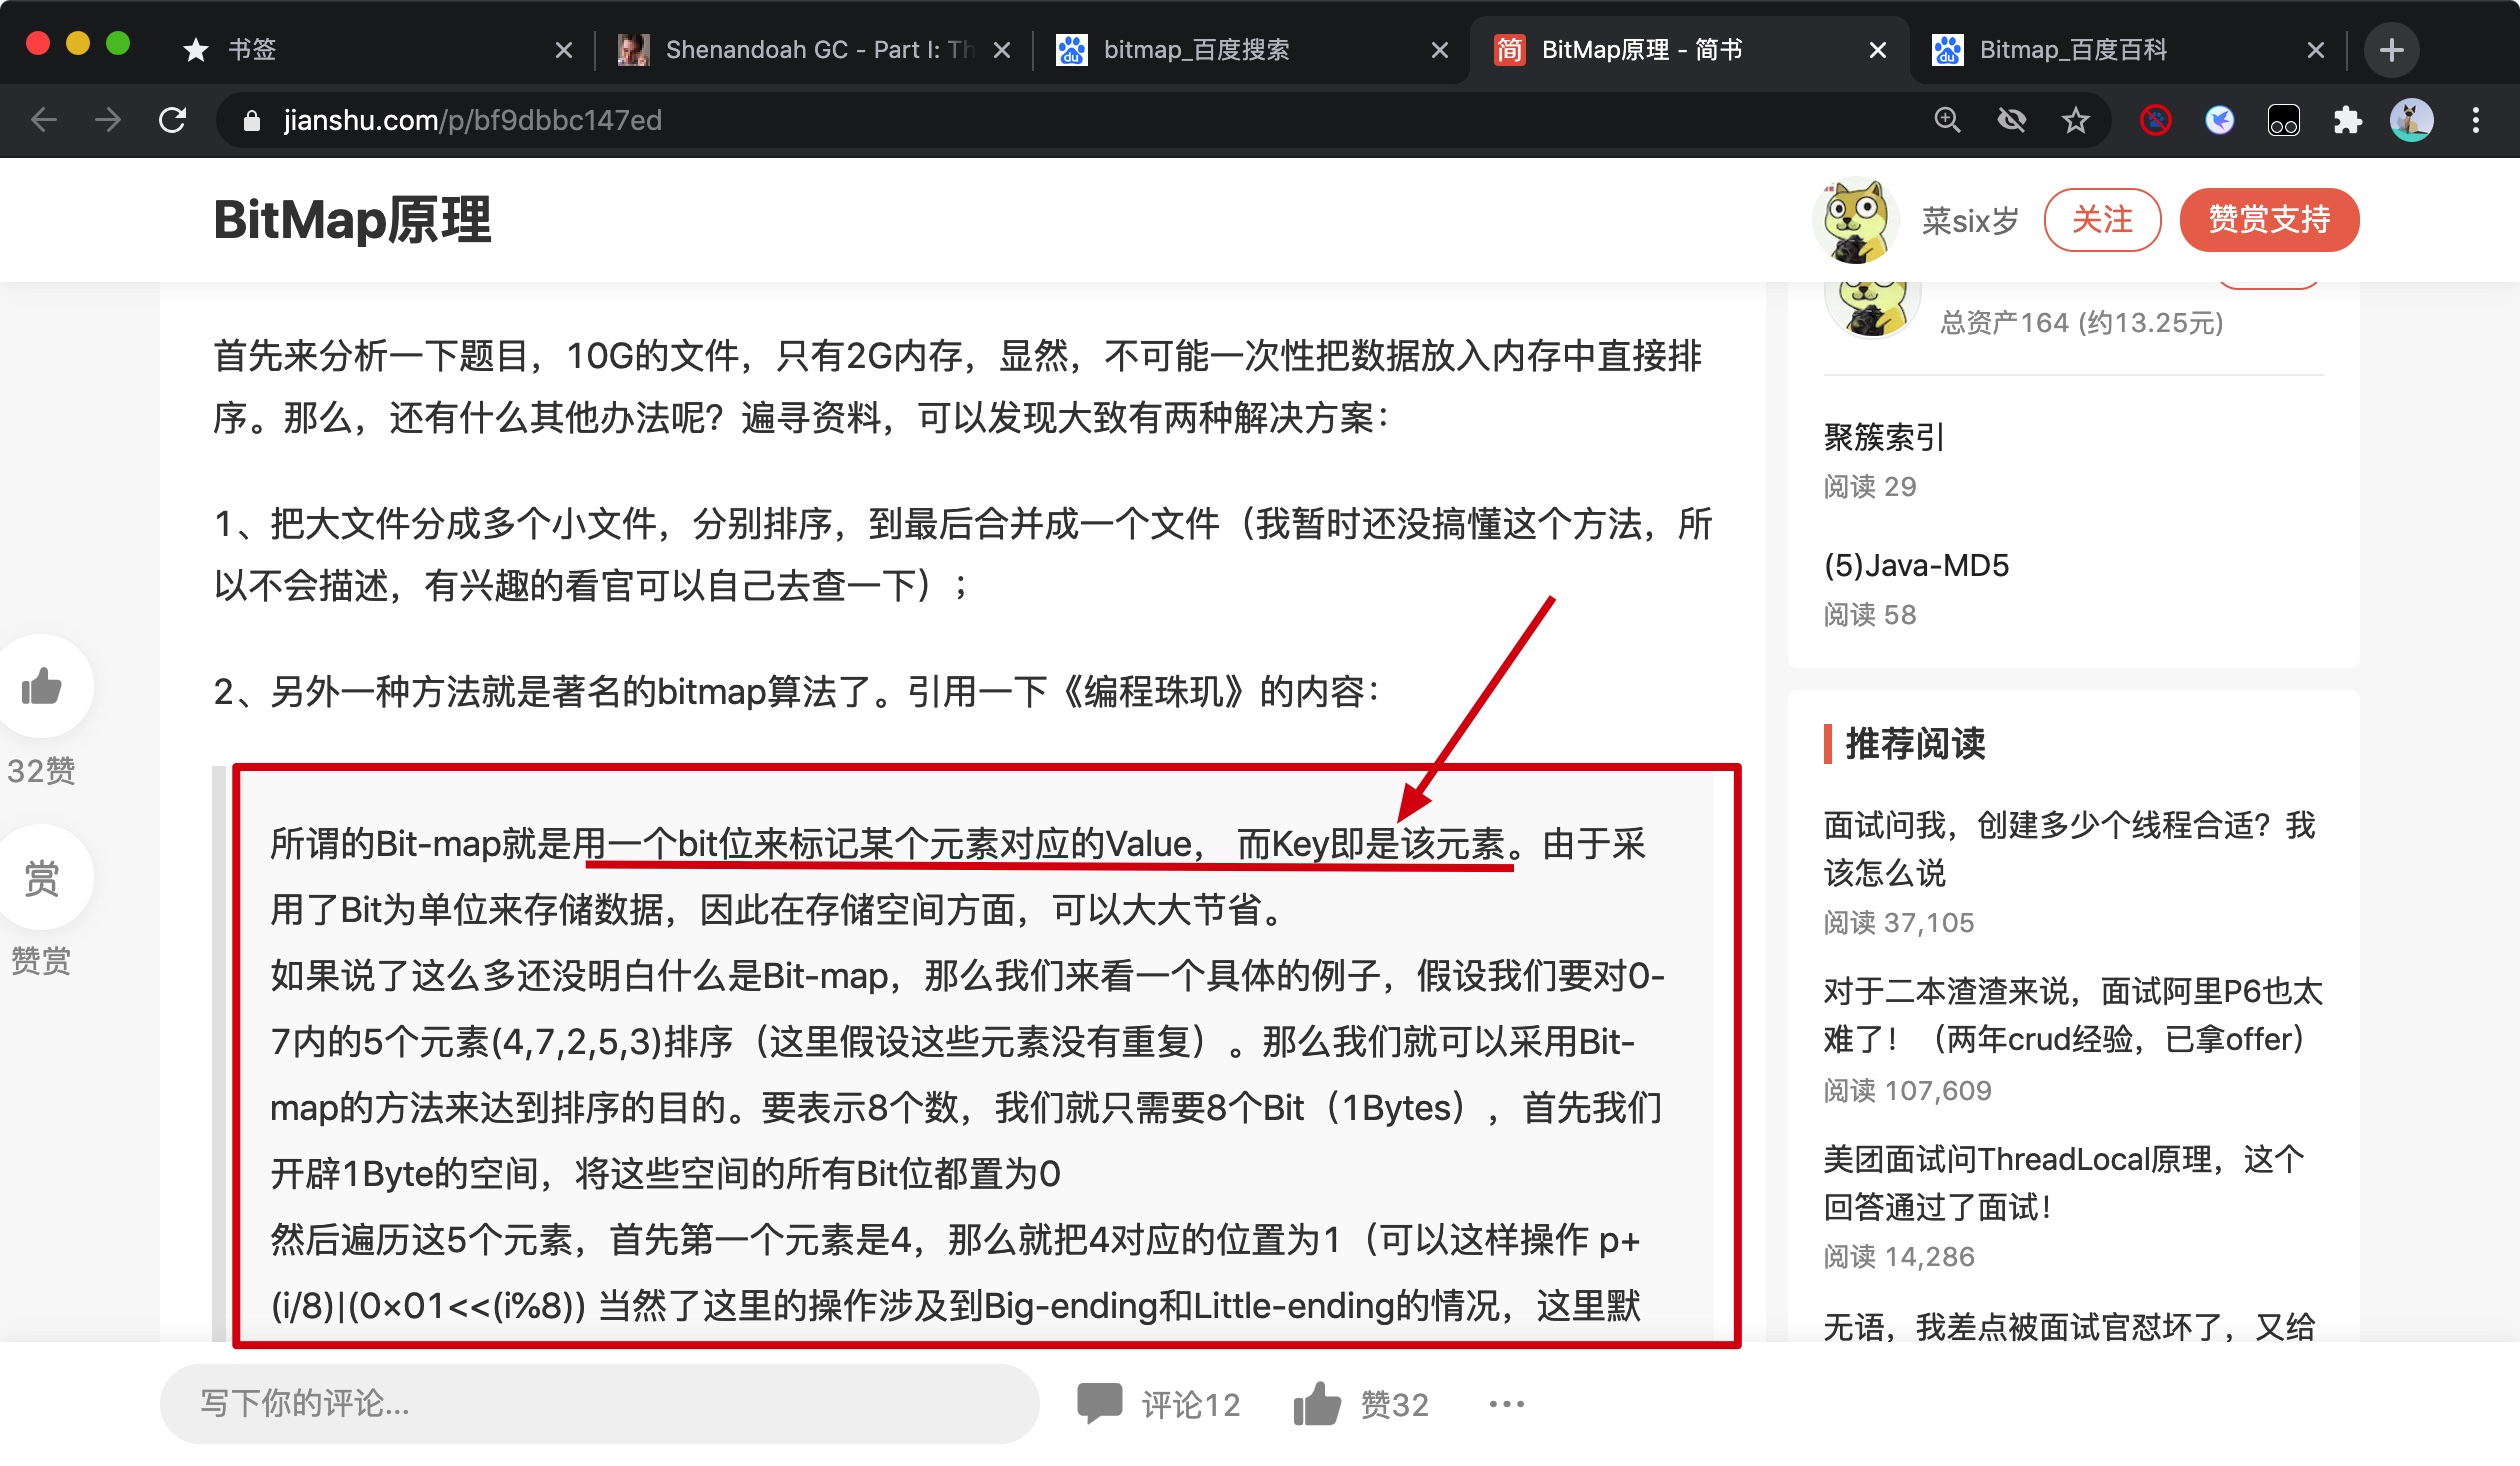 书签
Shenandoah GC - Part I: Th
bitmap_百度搜索
BitMap原理 - 简书
Bitmap_百度百科
jianshu.com/p/bf9dbbc147ed
BitMap原理
菜six岁
关注
赞赏支持
总资产164 (约13.25元)
首先来分析一下题目，10G的文件，只有2G内存，显然，不可能一次性把数据放入内存中直接排
序。那么，还有什么其他办法呢？遍寻资料，可以发现大致有两种解决方案：
1、把大文件分成多个小文件，分别排序，到最后合并成一个文件（我暂时还没搞懂这个方法，所
以不会描述，有兴趣的看官可以自己去查一下）；
2、另外一种方法就是著名的bitmap算法了。引用一下《编程珠玑》的内容：
所谓的Bit-map就是用一个bit位来标记某个元素对应的Value， 而Key即是该元素。由于采
用了Bit为单位来存储数据，因此在存储空间方面，可以大大节省。
如果说了这么多还没明白什么是Bit-map，那么我们来看一个具体的例子，假设我们要对0-
7内的5个元素(4,7,2,5,3)排序（这里假设这些元素没有重复）。那么我们就可以采用Bit-
map的方法来达到排序的目的。要表示8个数，我们就只需要8个Bit（1Bytes），首先我们
开辟1Byte的空间，将这些空间的所有Bit位都置为0
然后遍历这5个元素，首先第一个元素是4，那么就把4对应的位置为1（可以这样操作 p+
(i/8)|(0×01<<(i%8)) 当然了这里的操作涉及到Big-ending和Little-ending的情况，这里默
32赞
赏
赞赏
聚簇索引
阅读 29
(5)Java-MD5
阅读 58
推荐阅读
面试问我，创建多少个线程合适？我
该怎么说
阅读 37,105
对于二本渣渣来说，面试阿里P6也太
难了！（两年crud经验，已拿offer）
阅读 107,609
美团面试问ThreadLocal原理，这个
回答通过了面试！
阅读 14,286
无语，我差点被面试官怼坏了，又给
写下你的评论...
评论12
赞32